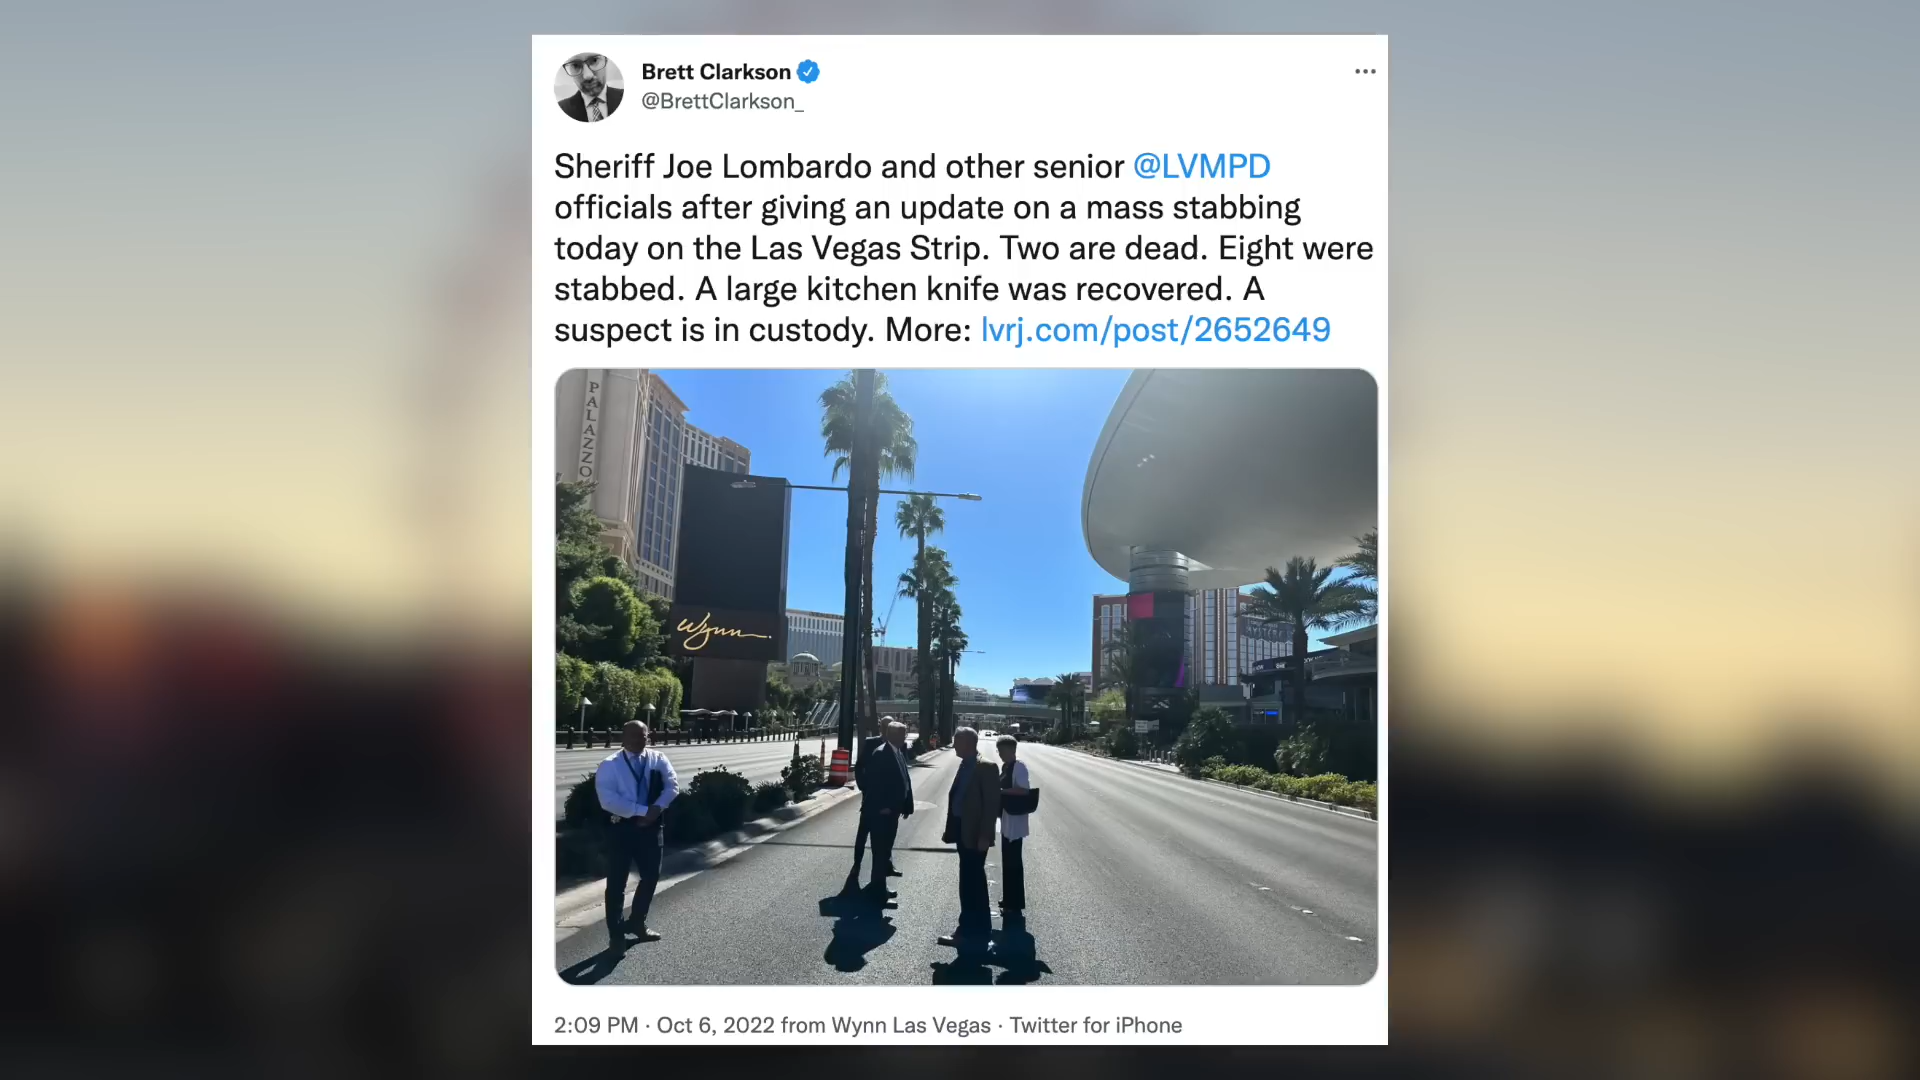 Brett Clarkson
@BrettClarkson_
Sheriff Joe Lombardo and other senior @LVMPD
officials after giving an update on a mass stabbing
today on the Las Vegas Strip. Two are dead. Eight were
stabbed. A large kitchen knife was recovered. A
suspect is in custody. More: lvrj.com/post/2652649
PALAZZO
Wynn
2:09 PM · Oct 6, 2022 from Wynn Las Vegas · Twitter for iPhone